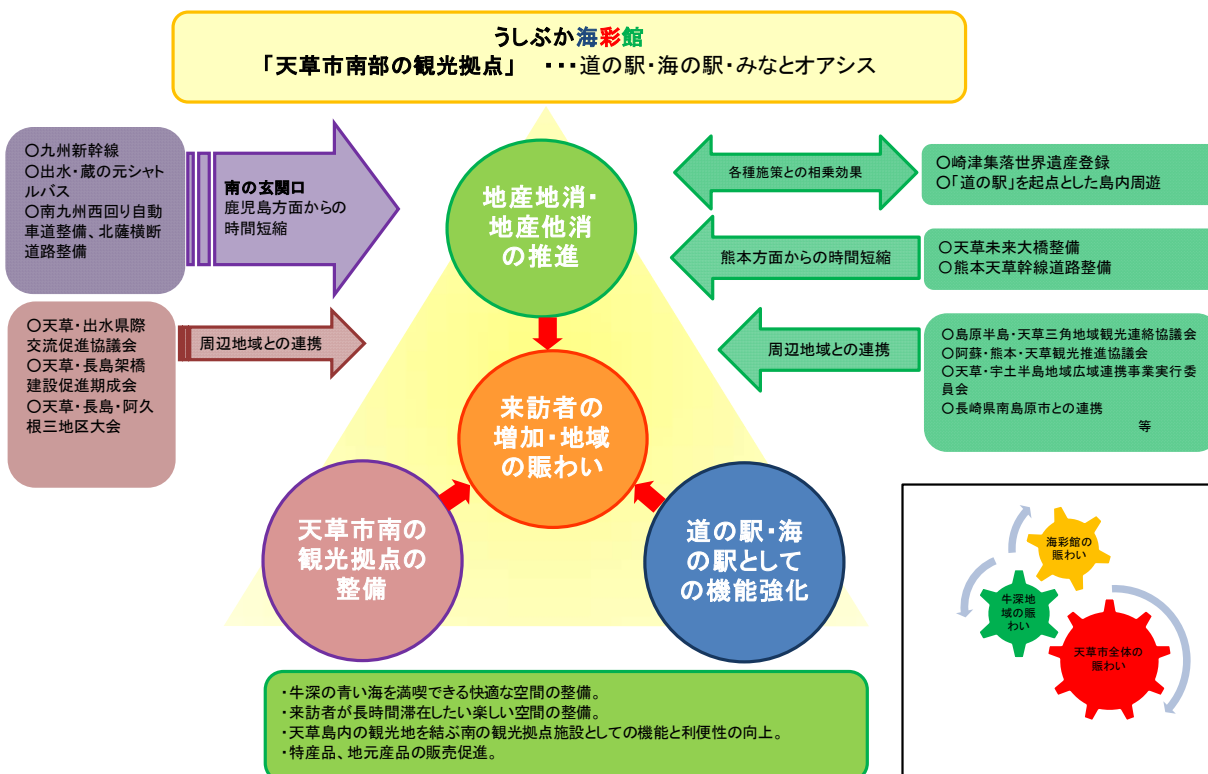 うしぶか海彩館
「天草市南部の観光拠点」　・・・道の駅・海の駅・みなとオアシス
○九州新幹線
○出水・蔵の元シャト
ルバス
○南九州西回り自動
車道整備、北薩横断
道路整備
南の玄関口
鹿児島方面からの
時間短縮
地産地消・
地産他消
の推進
各種施策との相乗効果
○崎津集落世界遺産登録
○「道の駅」を起点とした島内周遊
熊本方面からの時間短縮
○天草未来大橋整備
○熊本天草幹線道路整備
○天草・出水県際
交流促進協議会
○天草・長島架橋
建設促進期成会
○天草・長島・阿久
根三地区大会
周辺地域との連携
周辺地域との連携
○島原半島・天草三角地域観光連絡協議会
○阿蘇・熊本・天草観光推進協議会
○天草・宇土半島地域広域連携事業実行委
員会
○長崎県南島原市との連携
等
来訪者の
増加・地域
の賑わい
天草市南の
観光拠点の
整備
道の駅・海
の駅として
の機能強化
海彩館の
賑わい
牛深地
域の賑
わい
天草市全体の
賑わい
・牛深の青い海を満喫できる快適な空間の整備。
・来訪者が長時間滞在したい楽しい空間の整備。
・天草島内の観光地を結ぶ南の観光拠点施設としての機能と利便性の向上。
・特産品、地元産品の販売促進。